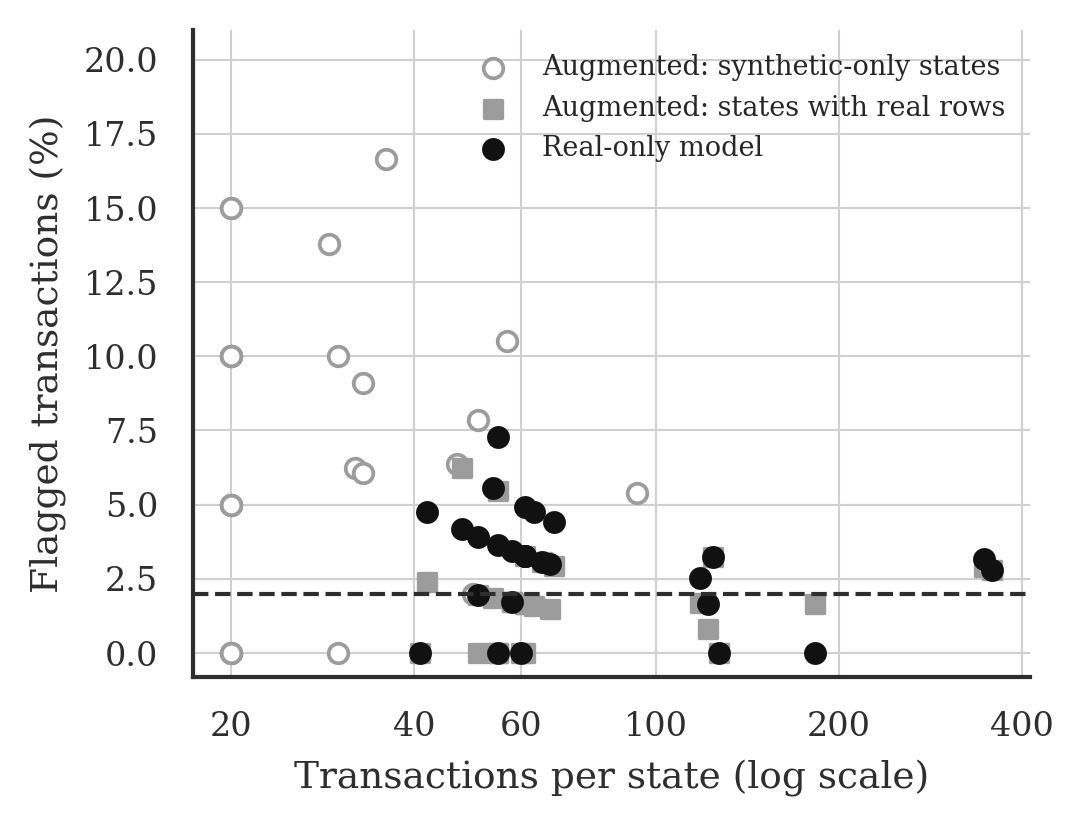 20.0
17.5
15.0
12.5
10.0
7.5
5.0
2.5
0.0
Flagged transactions (%)
Augmented: synthetic-only states
Augmented: states with real rows
Real-only model
20 40 60 100 200 400
Transactions per state (log scale)